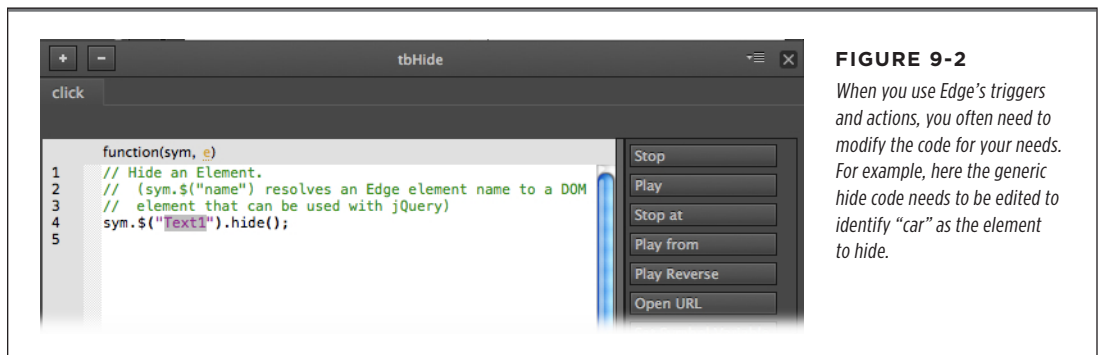 + - tbHide
click
function(sym, e)
1 // Hide an Element.
2 // (sym.$("name") resolves an Edge element name to a DOM
3 // element that can be used with jQuery)
4 sym.$("Text1").hide();
5
Stop
Play
Stop at
Play from
Play Reverse
Open URL
FIGURE 9-2
When you use Edge’s triggers
and actions, you often need to
modify the code for your needs.
For example, here the generic
hide code needs to be edited to
identify “car” as the element
to hide.